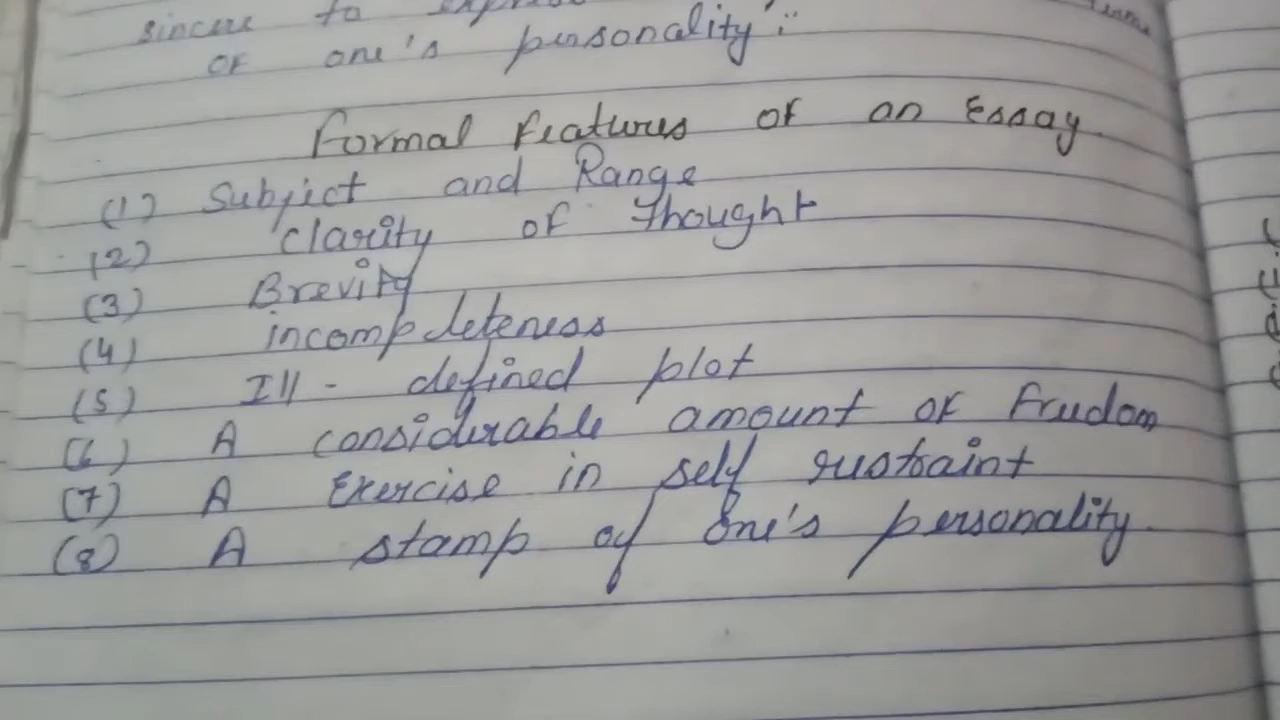 sincere to
of one's personality".
Formal Features of an Essay.
(1) Subject and Range
(2) clarity of Thought
(3) Brevity
(4) incompleteness
(5) Ill-defined plot
(6) A considerable amount of Freedom
(7) A Exercise in self restraint
(8) A stamp of One's personality.